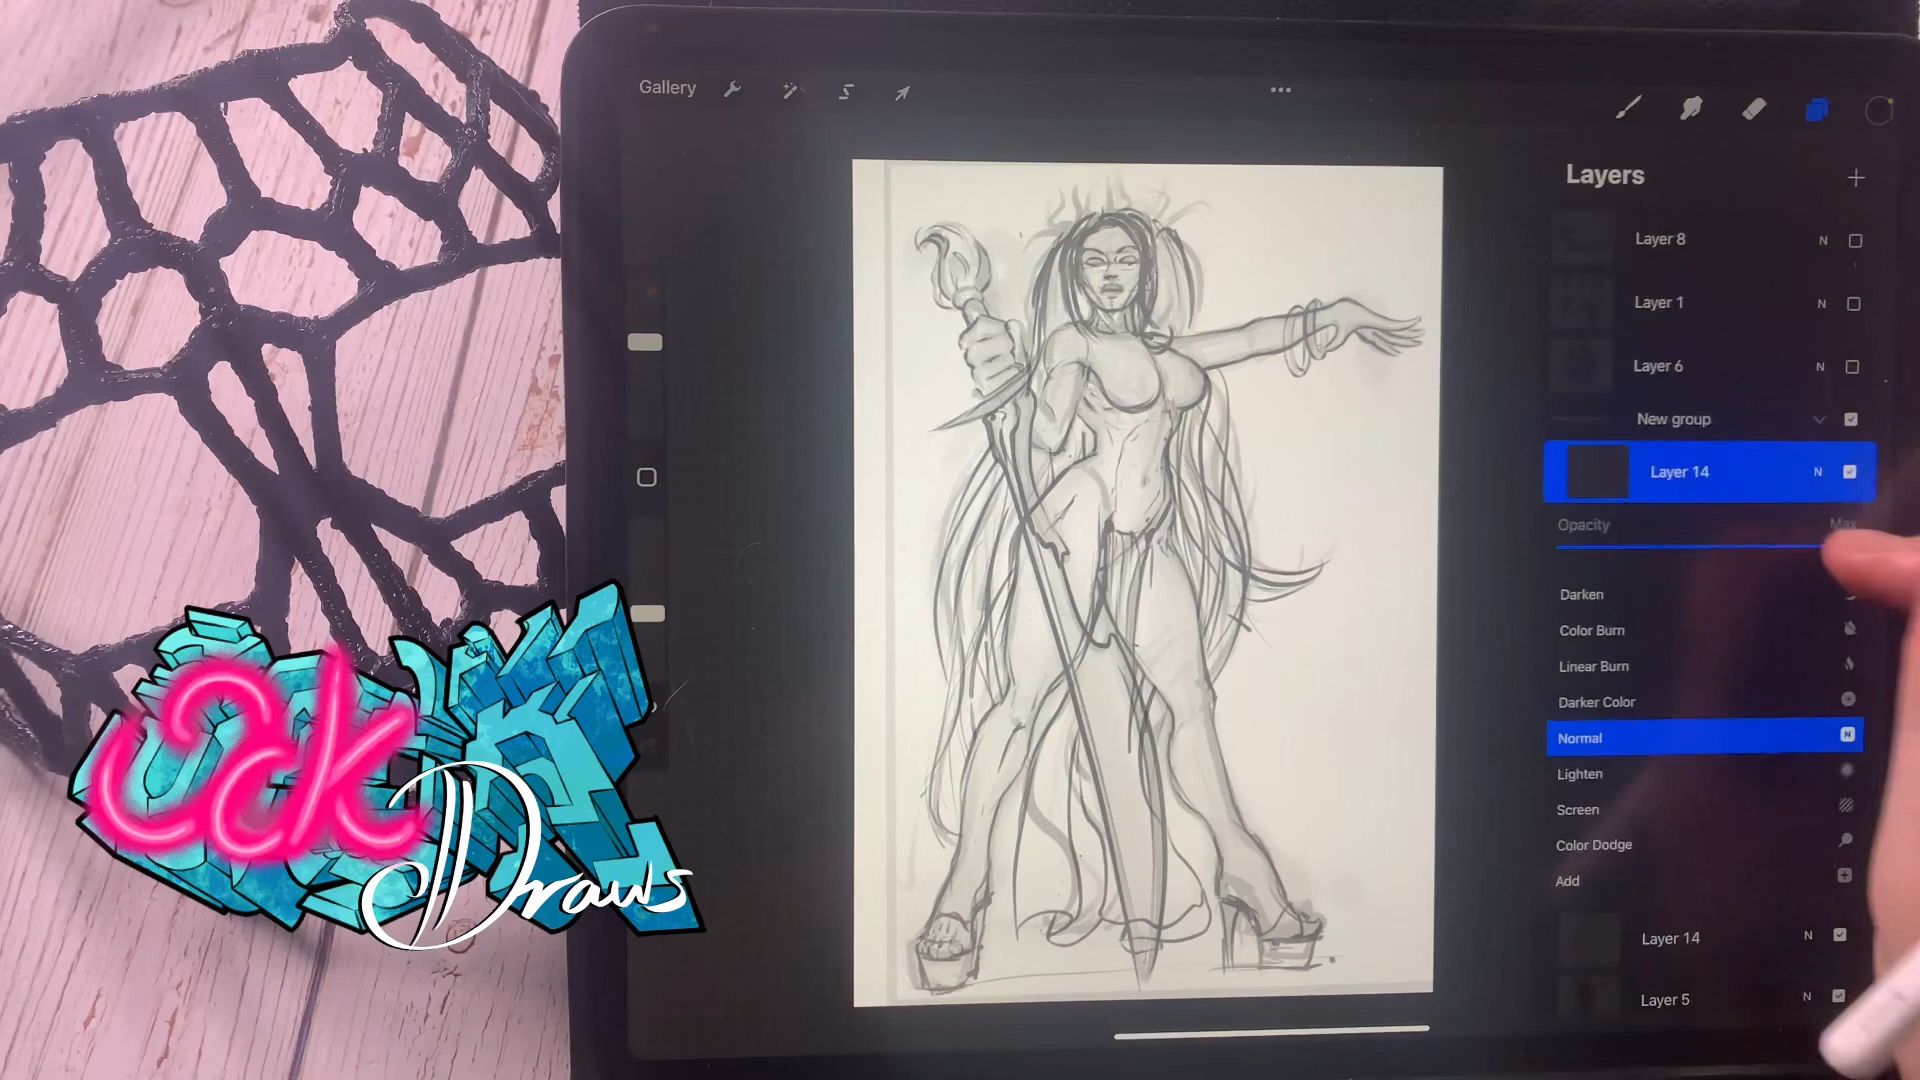 Gallery
Layers
Layer 8 N
Layer 1 N
Layer 6 N
New group
Layer 14 N
Opacity Max
Darken
Color Burn
Linear Burn
Darker Color
Normal N
Lighten
Screen
Color Dodge
Add
Layer 14 N
Layer 5 N
Draws